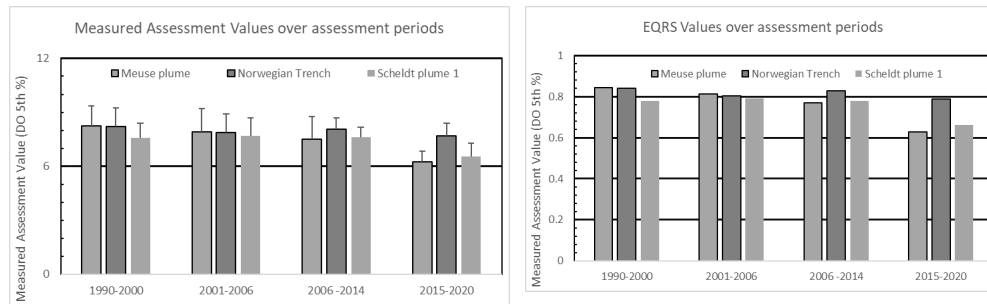 Measured Assessment Values over assessment periods
Measured Assessment Value (DO 5th %)
12
6
0
Meuse plume Norwegian Trench Scheldt plume 1
1990-2000 2001-2006 2006 -2014 2015-2020
EQRS Values over assessment periods
Measured Assessment Value (DO 5th %)
1
0.8
0.6
0.4
0.2
0
Meuse plume Norwegian Trench Scheldt plume 1
1990-2000 2001-2006 2006 -2014 2015-2020